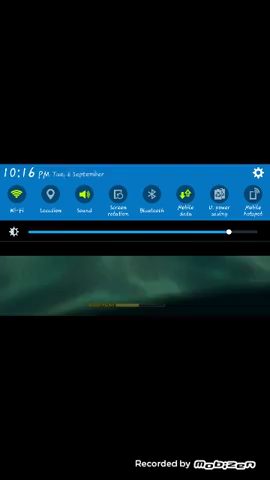 10:16 PM Tue, 6 September
Wi-Fi Location Sound Screen rotation Bluetooth Mobile data U. power saving Mobile hotspot
Recorded by Mobizen